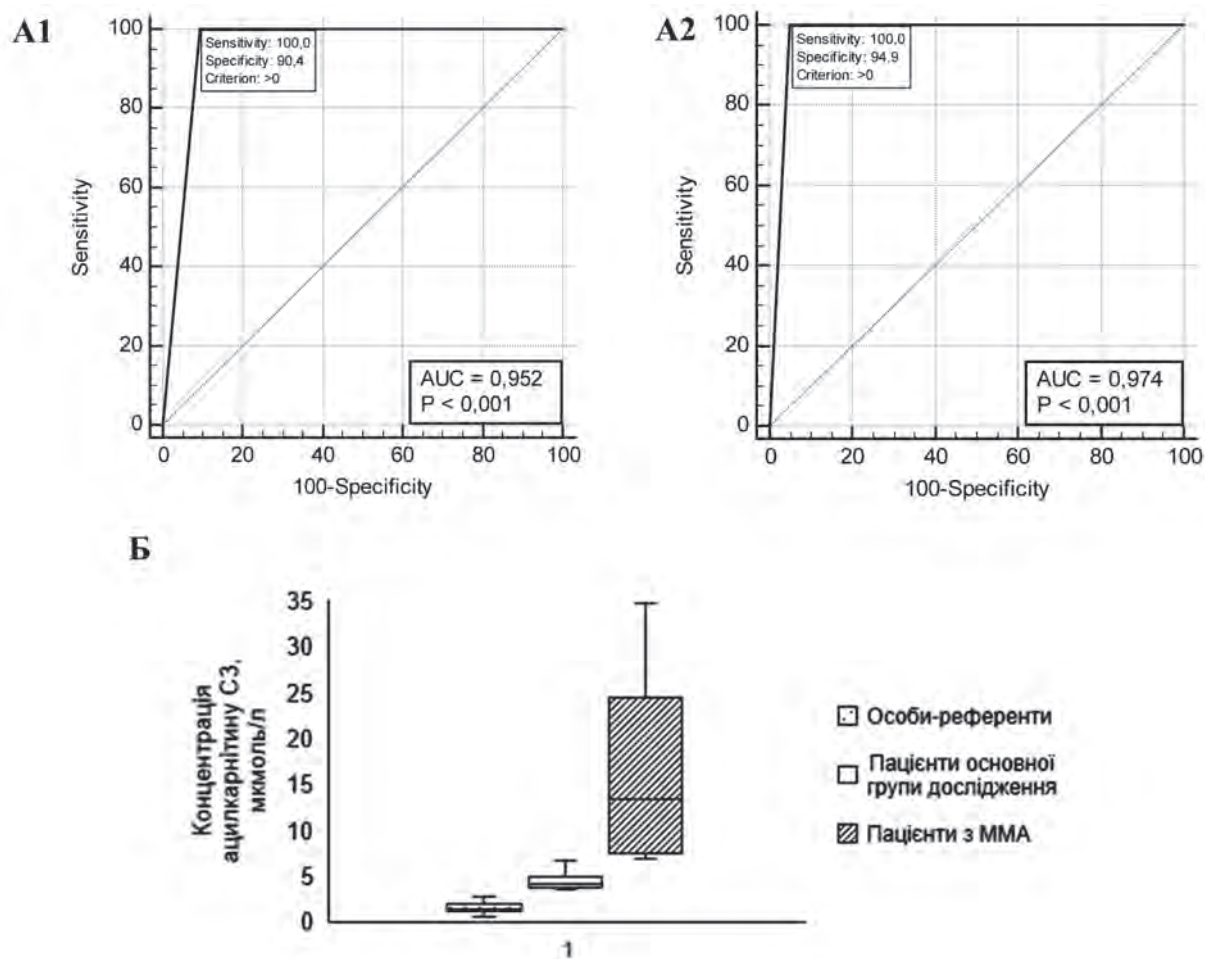 А1
100
80
60
40
20
0
Sensitivity
Sensitivity: 100,0
Specificity: 90,4
Criterion: >0
AUC = 0,952
P < 0,001
0 20 40 60 80 100
100-Specificity
А2
100
80
60
40
20
0
Sensitivity
Sensitivity: 100,0
Specificity: 94,9
Criterion: >0
AUC = 0,974
P < 0,001
0 20 40 60 80 100
100-Specificity
Б
Концентрація
ацилкарнітину С3,
мкмоль/л
35
30
25
20
15
10
5
0
1
Особи-референти
Пацієнти основної
групи дослідження
Пацієнти з ММА